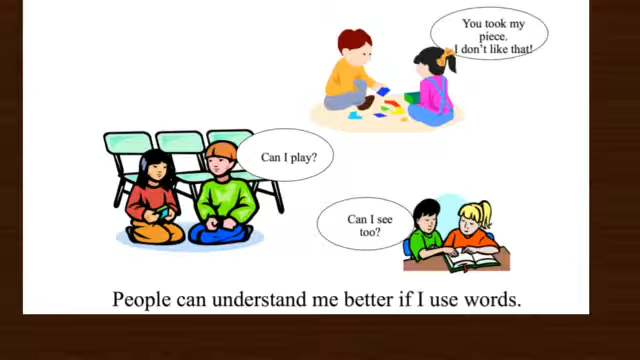 You took my
piece.
I don't like that!
Can I play?
Can I see
too?
People can understand me better if I use words.